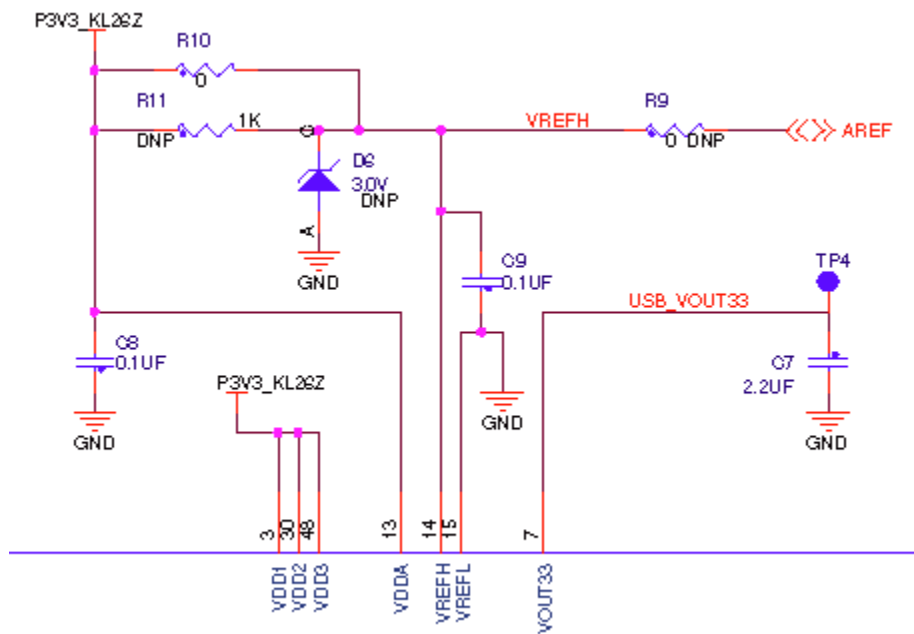 P3V3_KL26Z
R10
0
R11
1K
DNP
C
VREFH
R9
0 DNP
AREF
D6
3.0V
DNP
A
GND
C9
0.1UF
TP4
USB_VOUT33
C8
0.1UF
P3V3_KL26Z
C7
2.2UF
GND
GND
GND
3
30
48
13
14
15
7
VDD1
VDD2
VDD3
VDDA
VREFH
VREFL
VOUT33